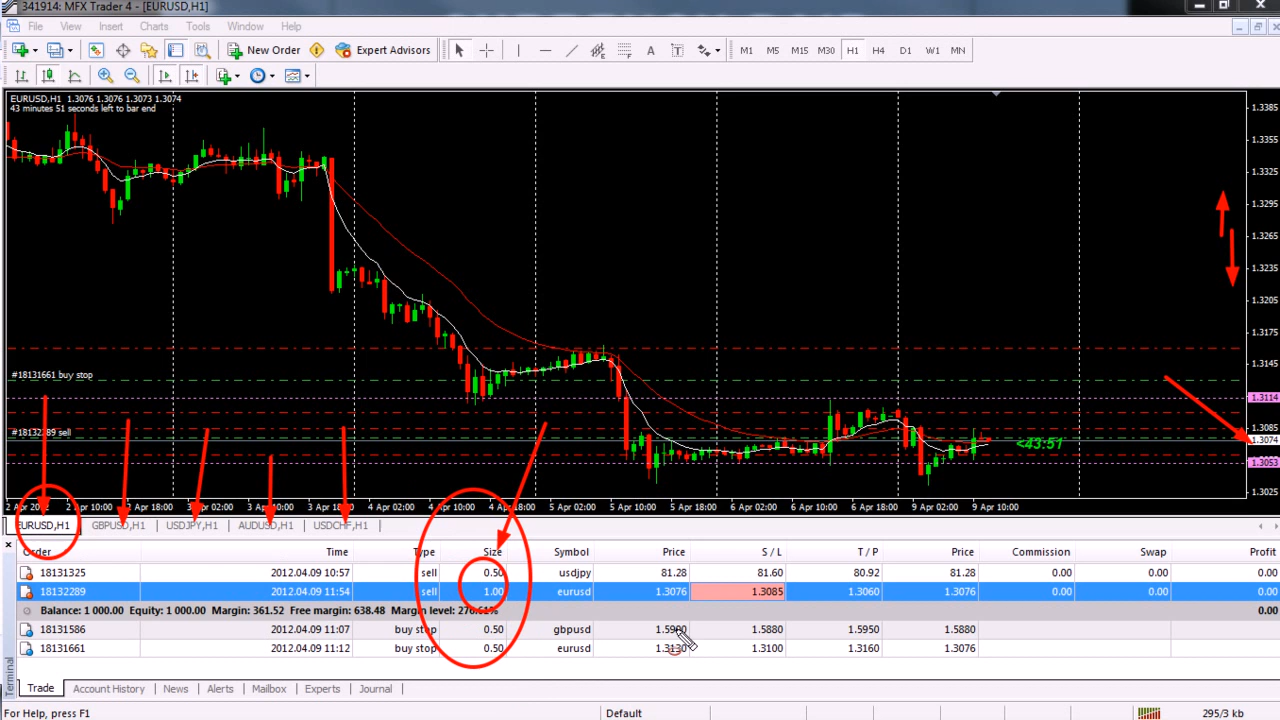 341914: MFX Trader 4 - [EURUSD,H1]
File View Insert Charts Tools Window Help
New Order Expert Advisors A T M1 M5 M15 M30 H1 H4 D1 W1 MN
EURUSD,H1 1.3076 1.3076 1.3073 1.3074
43 minutes 51 seconds left to bar end
1.3385
1.3355
1.3325
1.3295
1.3265
1.3235
1.3205
1.3175
1.3145
#18131661 buy stop
1.3114
1.3085
#18132289 sell
1.3074
<43:51
1.3053
1.3025
2 Apr 2012 2 Apr 10:00 2 Apr 18:00 3 Apr 02:00 3 Apr 10:00 3 Apr 18:00 4 Apr 02:00 4 Apr 10:00 4 Apr 18:00 5 Apr 02:00 5 Apr 10:00 5 Apr 18:00 6 Apr 02:00 6 Apr 10:00 6 Apr 18:00 9 Apr 02:00 9 Apr 10:00
EURUSD,H1 GBPUSD,H1 USDJPY,H1 AUDUSD,H1 USDCHF,H1
Order Time Type Size Symbol Price S / L T / P Price Commission Swap Profit
18131325 2012.04.09 10:57 sell 0.50 usdjpy 81.28 81.60 80.92 81.28 0.00 0.00 0.00
18132289 2012.04.09 11:54 sell 1.00 eurusd 1.3076 1.3085 1.3060 1.3076 0.00 0.00 0.00
Balance: 1 000.00 Equity: 1 000.00 Margin: 361.52 Free margin: 638.48 Margin level: 276.61% 0.00
18131586 2012.04.09 11:07 buy stop 0.50 gbpusd 1.5900 1.5880 1.5950 1.5880
18131661 2012.04.09 11:12 buy stop 0.50 eurusd 1.3130 1.3100 1.3160 1.3076
Terminal
Trade Account History News Alerts Mailbox Experts Journal
For Help, press F1 Default 295/3 kb